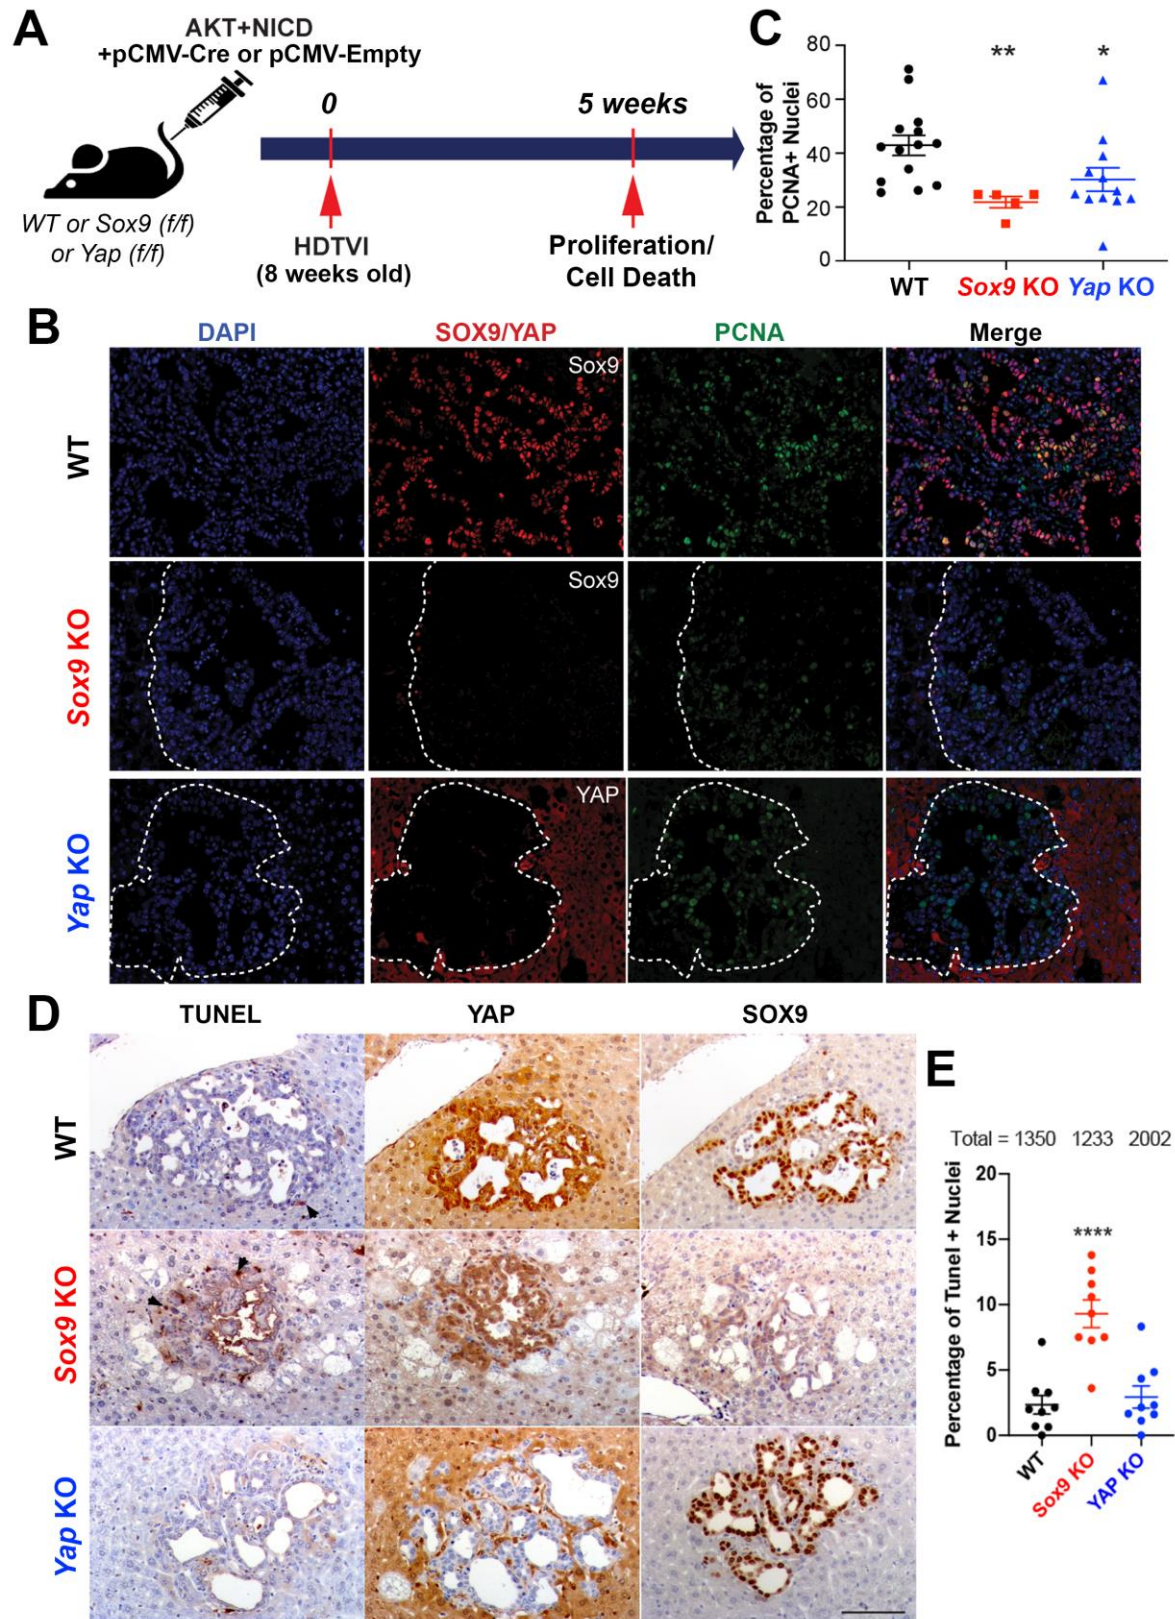 A
AKT+NICD
+pCMV-Cre or pCMV-Empty
0
5 weeks
WT or Sox9 (f/f)
or Yap (f/f)
HDTVI
(8 weeks old)
Proliferation/
Cell Death
C
Percentage of
PCNA+ Nuclei
80
60
40
20
0
**
*
WT
Sox9 KO
Yap KO
B
DAPI
SOX9/YAP
PCNA
Merge
WT
Sox9
Sox9 KO
Sox9
Yap KO
YAP
D
TUNEL
YAP
SOX9
WT
Sox9 KO
Yap KO
E
Total = 1350 1233 2002
Percentage of Tunel + Nuclei
20
15
10
5
0
****
WT
Sox9 KO
YAP KO